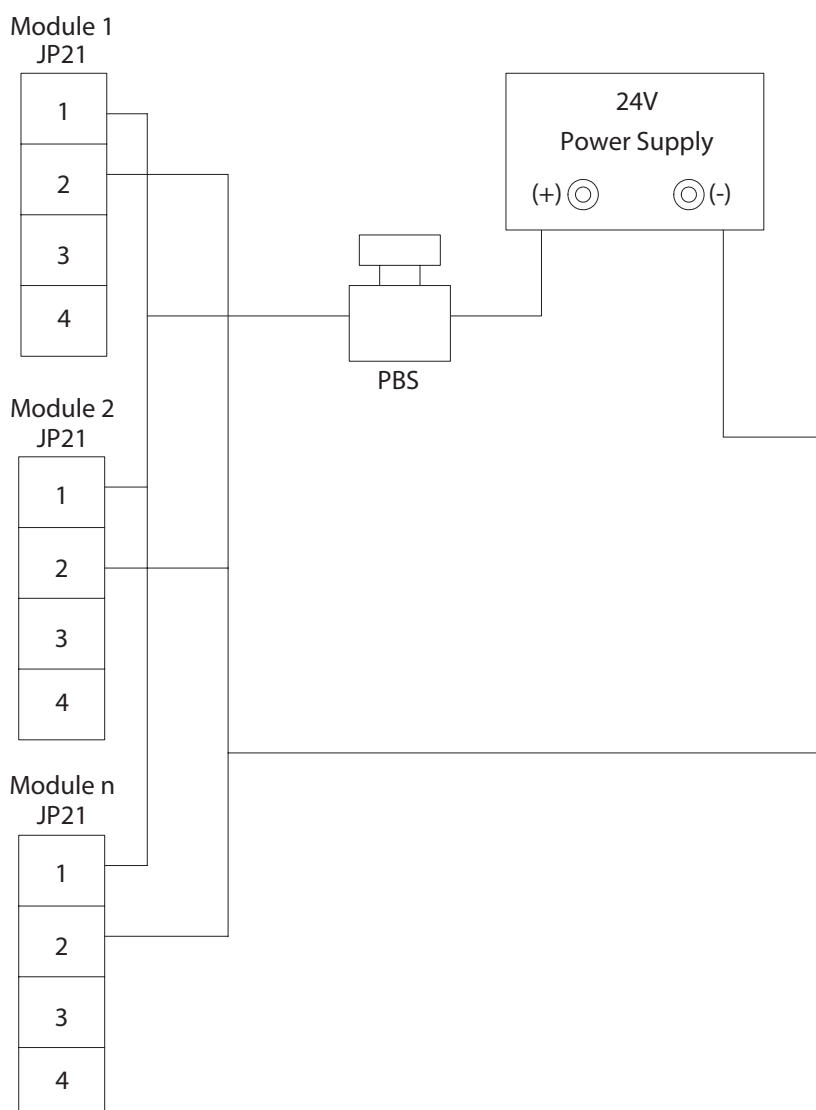 Module 1
JP21
1
2
3
4
24V
Power Supply
(+) (-)
PBS
Module 2
JP21
1
2
3
4
Module n
JP21
1
2
3
4